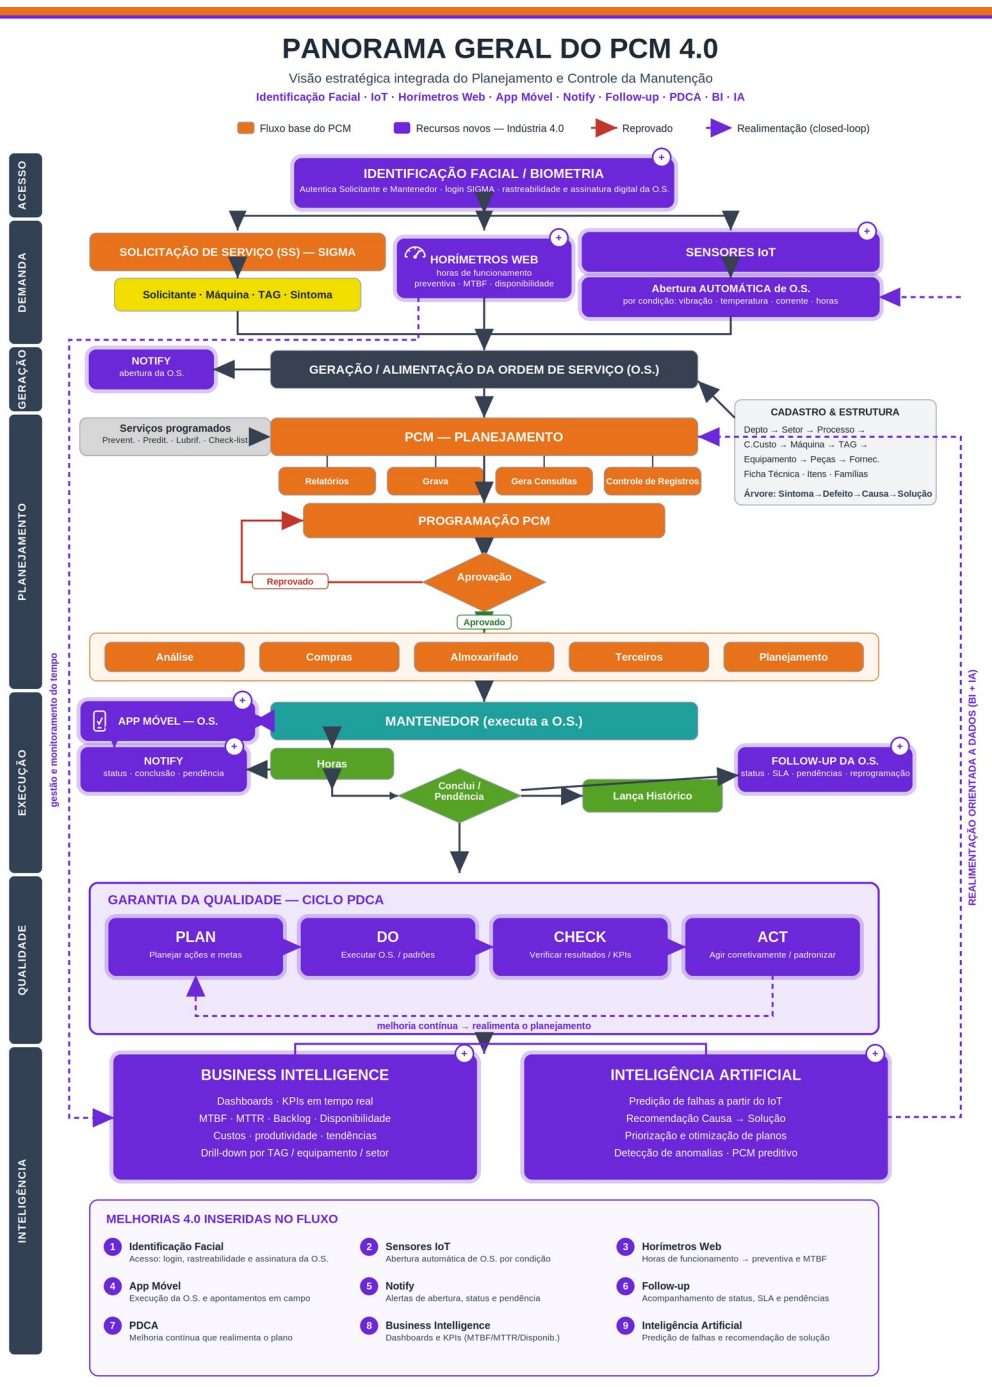 PANORAMA GERAL DO PCM 4.0
Visão estratégica integrada do Planejamento e Controle da Manutenção
Identificação Facial · IoT · Horímetros Web · App Móvel · Notify · Follow-up · PDCA · BI · IA
Fluxo base do PCM
Recursos novos — Indústria 4.0
Reprovado
Realimentação (closed-loop)
ACESSO
IDENTIFICAÇÃO FACIAL / BIOMETRIA
Autentica Solicitante e Mantenedor · login SIGMA · rastreabilidade e assinatura digital da O.S.
+
DEMANDA
SOLICITAÇÃO DE SERVIÇO (SS) — SIGMA
Solicitante · Máquina · TAG · Sintoma
HORÍMETROS WEB
horas de funcionamento
preventiva · MTBF · disponibilidade
+
SENSORES IoT
+
Abertura AUTOMÁTICA de O.S.
por condição: vibração · temperatura · corrente · horas
GERAÇÃO
NOTIFY
abertura da O.S.
GERAÇÃO / ALIMENTAÇÃO DA ORDEM DE SERVIÇO (O.S.)
PLANEJAMENTO
Serviços programados
Prevent. · Predit. · Lubrif. · Check-list
PCM — PLANEJAMENTO
CADASTRO & ESTRUTURA
Depto → Setor → Processo →
C.Custo → Máquina → TAG →
Equipamento → Peças → Fornec.
Ficha Técnica · Itens · Famílias
Árvore: Sintoma→Defeito→Causa→Solução
Relatórios
Grava
Gera Consultas
Controle de Registros
PROGRAMAÇÃO PCM
Aprovação
Reprovado
Aprovado
Análise
Compras
Almoxarifado
Terceiros
Planejamento
gestão e monitoramento do tempo
REALIMENTAÇÃO ORIENTADA A DADOS (BI + IA)
EXECUÇÃO
APP MÓVEL — O.S.
+
MANTENEDOR (executa a O.S.)
NOTIFY
status · conclusão · pendência
+
Horas
Conclui /
Pendência
Lança Histórico
FOLLOW-UP DA O.S.
status · SLA · pendências · reprogramação
+
QUALIDADE
GARANTIA DA QUALIDADE — CICLO PDCA
PLAN
Planejar ações e metas
DO
Executar O.S. / padrões
CHECK
Verificar resultados / KPIs
ACT
Agir corretivamente / padronizar
melhoria contínua → realimenta o planejamento
INTELIGÊNCIA
BUSINESS INTELLIGENCE
+
Dashboards · KPIs em tempo real
MTBF · MTTR · Backlog · Disponibilidade
Custos · produtividade · tendências
Drill-down por TAG / equipamento / setor
INTELIGÊNCIA ARTIFICIAL
+
Predição de falhas a partir do IoT
Recomendação Causa → Solução
Priorização e otimização de planos
Detecção de anomalias · PCM preditivo
MELHORIAS 4.0 INSERIDAS NO FLUXO
1 Identificação Facial
Acesso: login, rastreabilidade e assinatura da O.S.
2 Sensores IoT
Abertura automática de O.S. por condição
3 Horímetros Web
Horas de funcionamento → preventiva e MTBF
4 App Móvel
Execução da O.S. e apontamentos em campo
5 Notify
Alertas de abertura, status e pendência
6 Follow-up
Acompanhamento de status, SLA e pendências
7 PDCA
Melhoria contínua que realimenta o plano
8 Business Intelligence
Dashboards e KPIs (MTBF/MTTR/Disponib.)
9 Inteligência Artificial
Predição de falhas e recomendação de solução